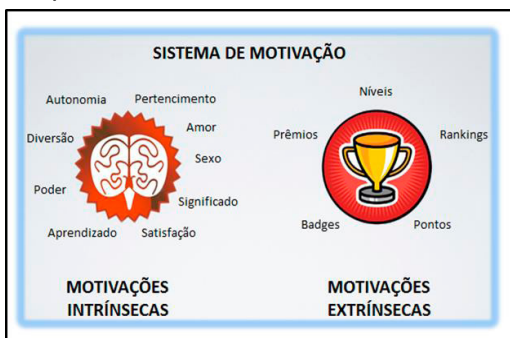 SISTEMA DE MOTIVAÇÃO
Autonomia
Pertencimento
Diversão
Amor
Sexo
Poder
Significado
Aprendizado
Satisfação
MOTIVAÇÕES
INTRÍNSECAS
Níveis
Prêmios
Rankings
Badges
Pontos
MOTIVAÇÕES
EXTRÍNSECAS